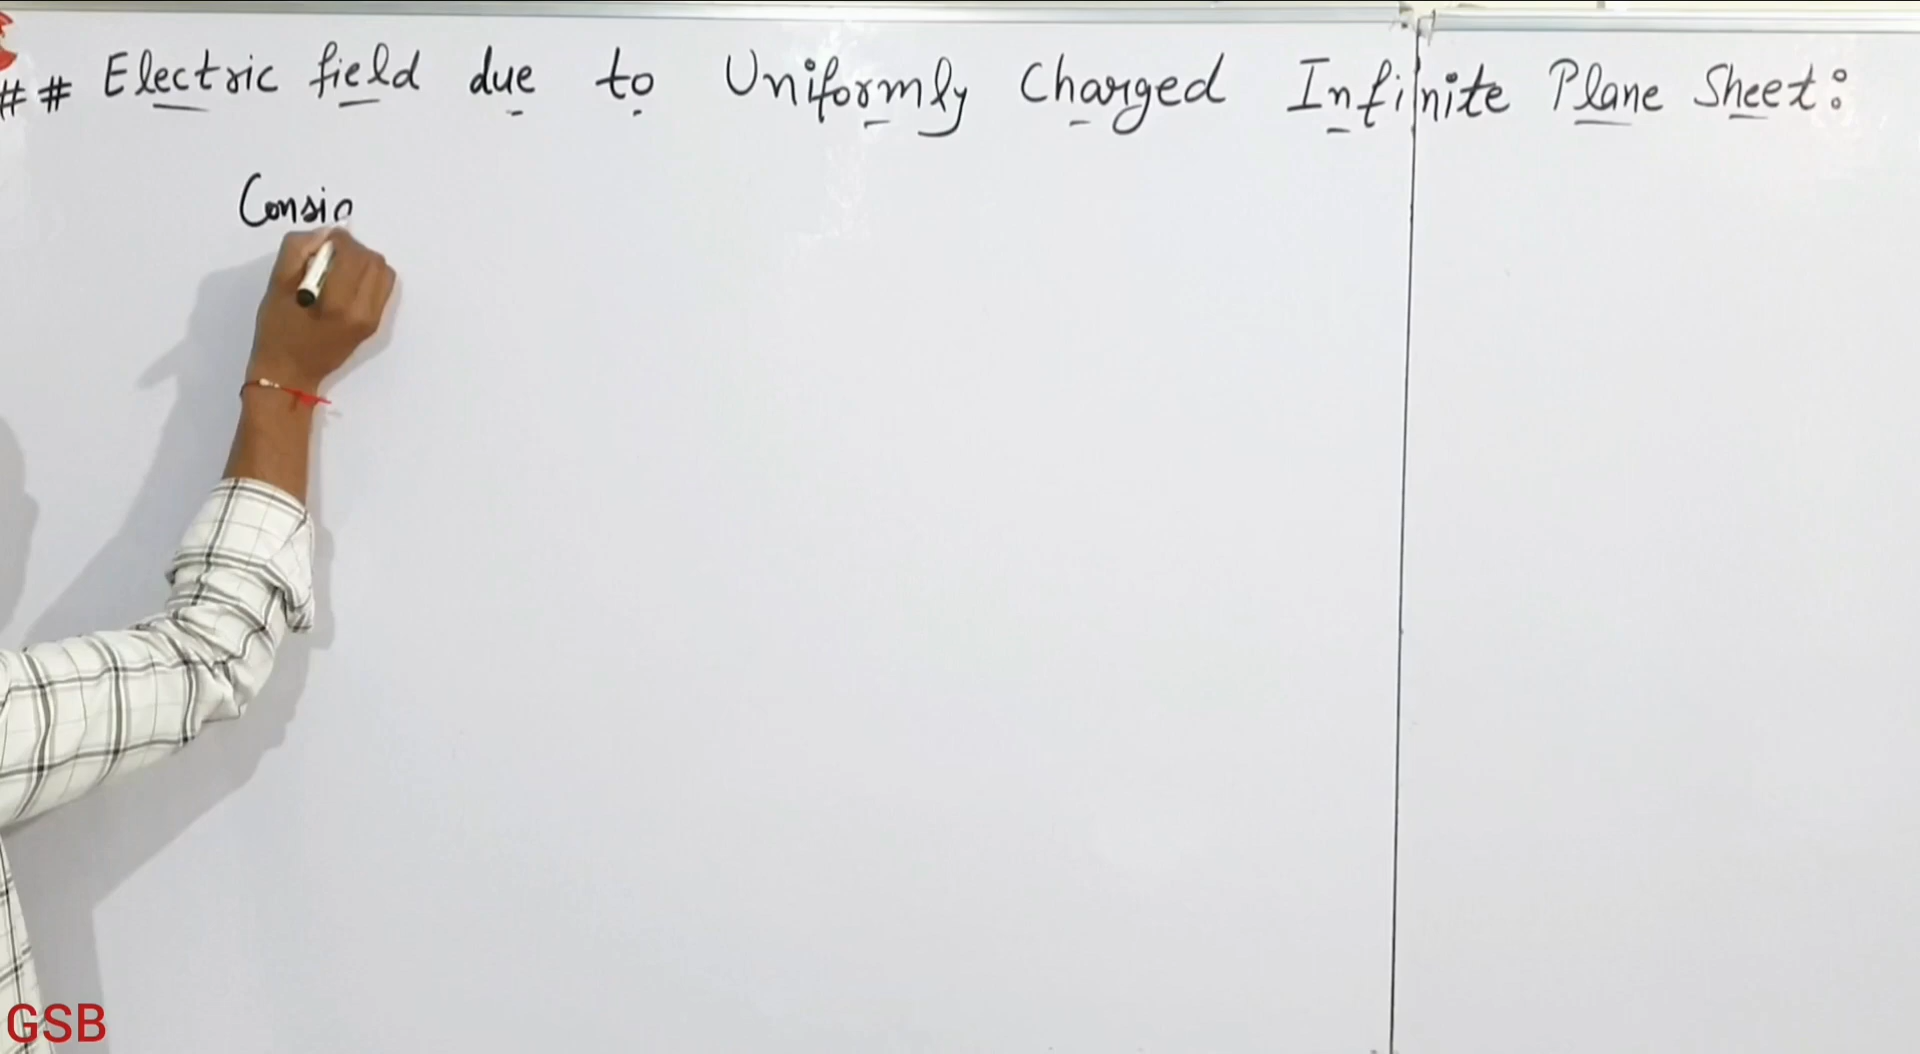 ## Electric field due to Uniformly Charged Infinite Plane Sheet:
Consid
GSB